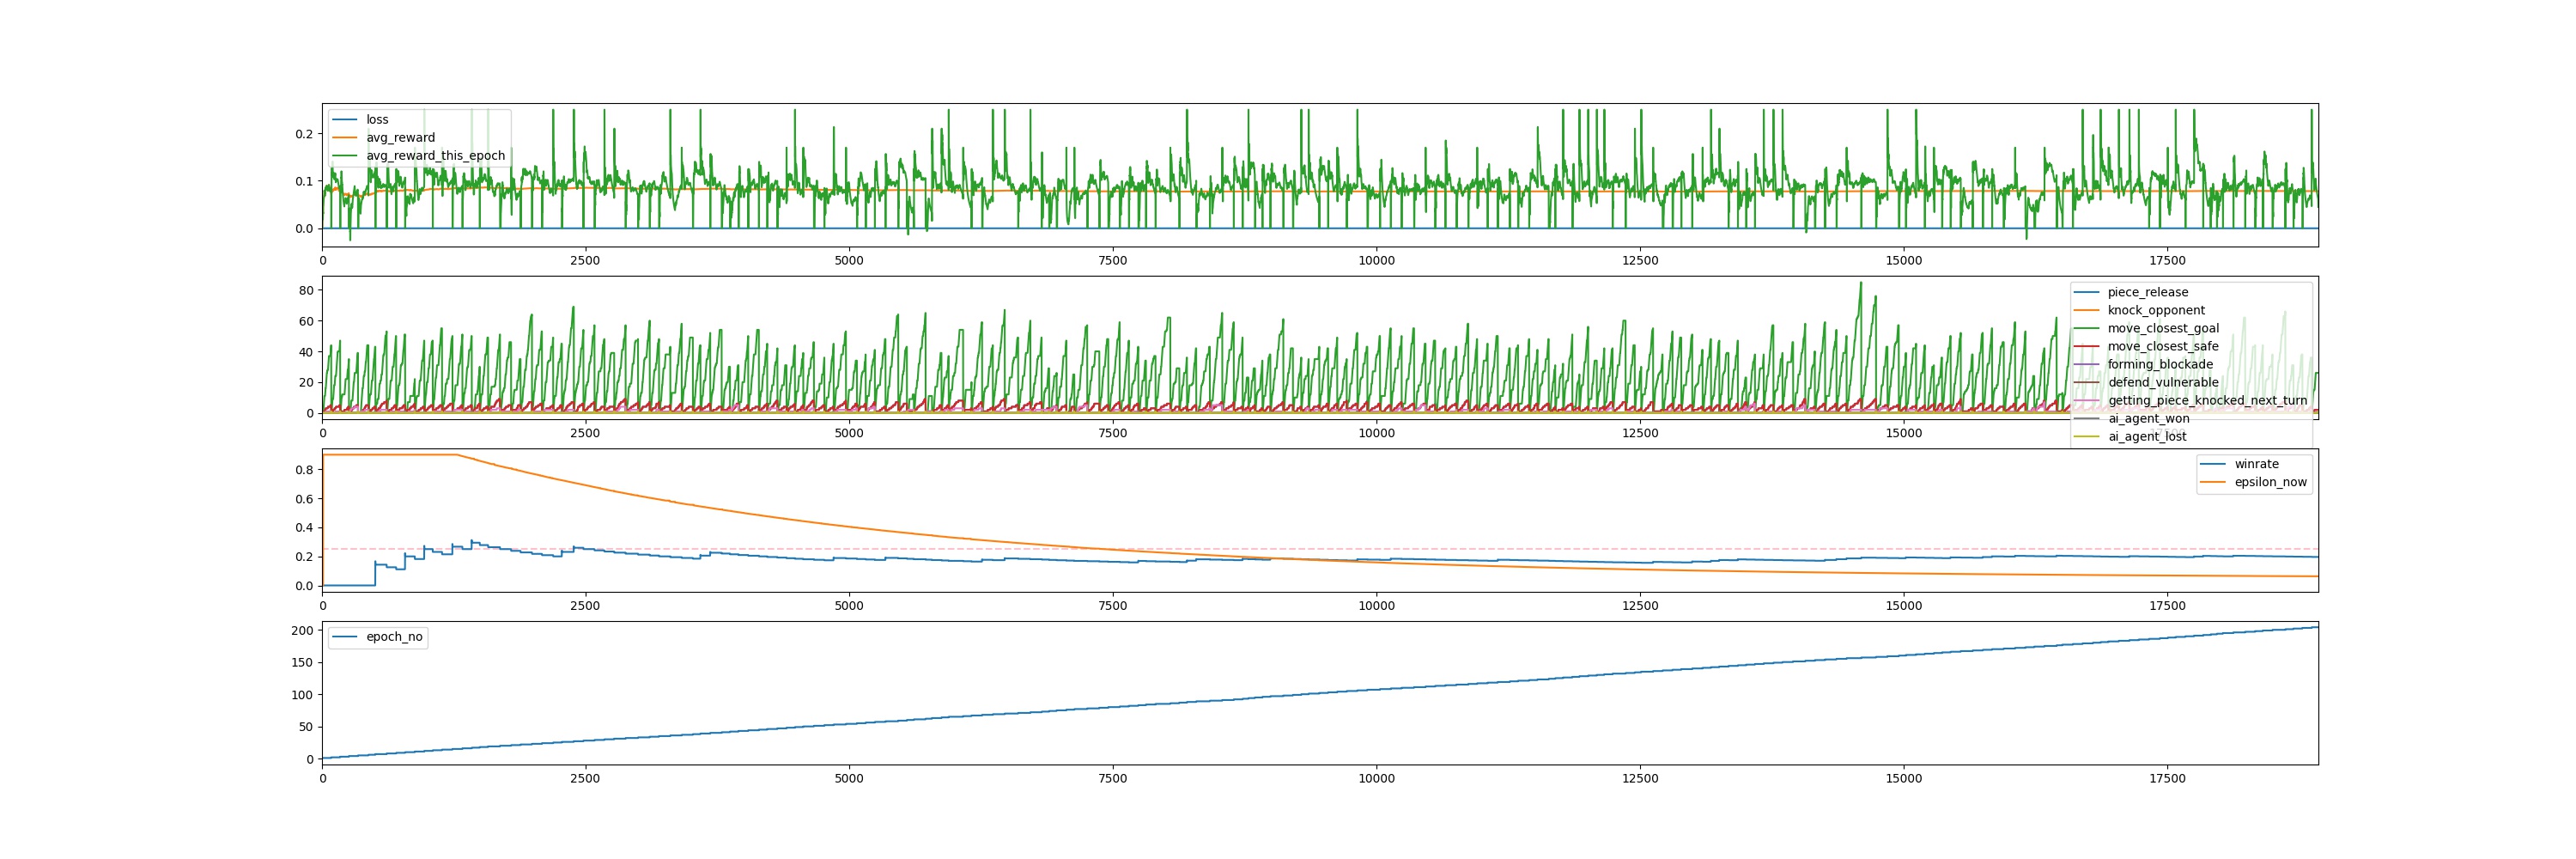 loss
avg_reward
avg_reward_this_epoch
0.2
0.1
0.0
0 2500 5000 7500 10000 12500 15000 17500
piece_release
knock_opponent
move_closest_goal
move_closest_safe
forming_blockade
defend_vulnerable
getting_piece_knocked_next_turn
ai_agent_won
ai_agent_lost
80
60
40
20
0
0 2500 5000 7500 10000 12500 15000 17500
winrate
epsilon_now
0.8
0.6
0.4
0.2
0.0
0 2500 5000 7500 10000 12500 15000 17500
epoch_no
200
150
100
50
0
0 2500 5000 7500 10000 12500 15000 17500